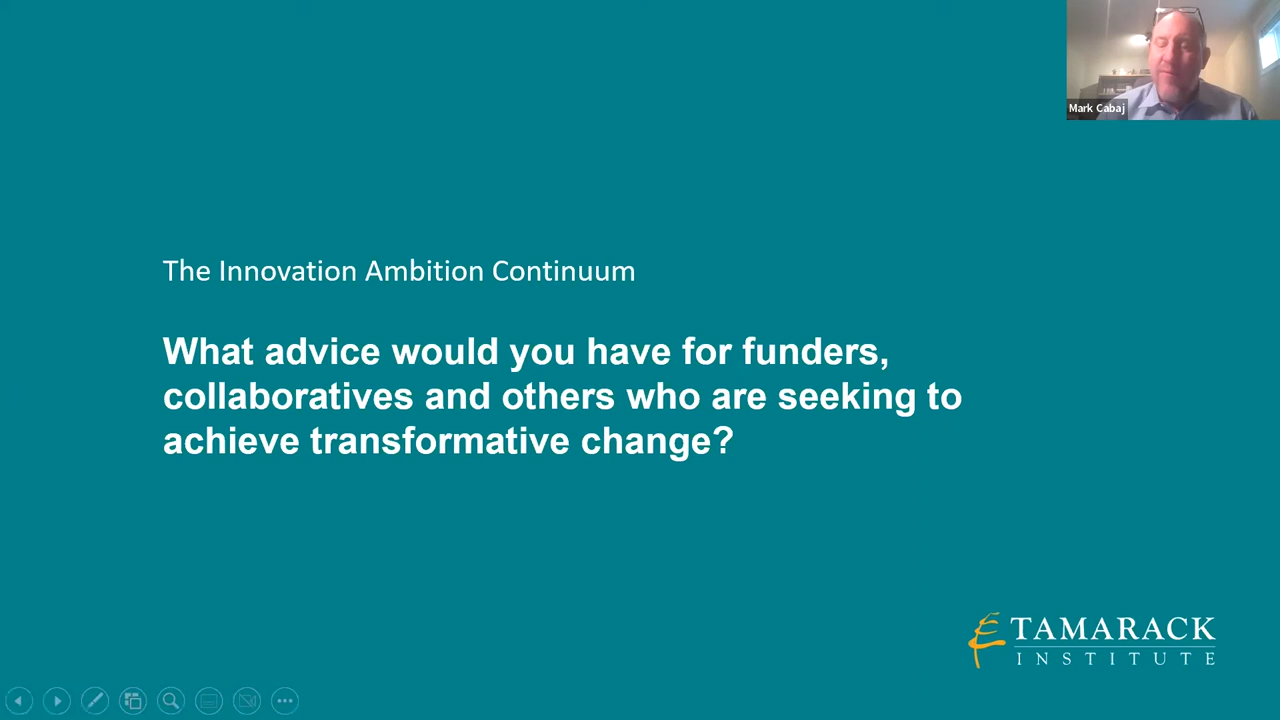 Mark Cabaj
The Innovation Ambition Continuum
What advice would you have for funders,
collaboratives and others who are seeking to
achieve transformative change?
TAMARACK
INSTITUTE